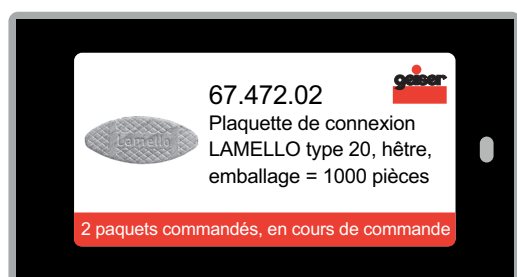 geiser
67.472.02
Plaquette de connexion
Lamello
LAMELLO type 20, hêtre,
emballage = 1000 pièces
2 paquets commandés, en cours de commande